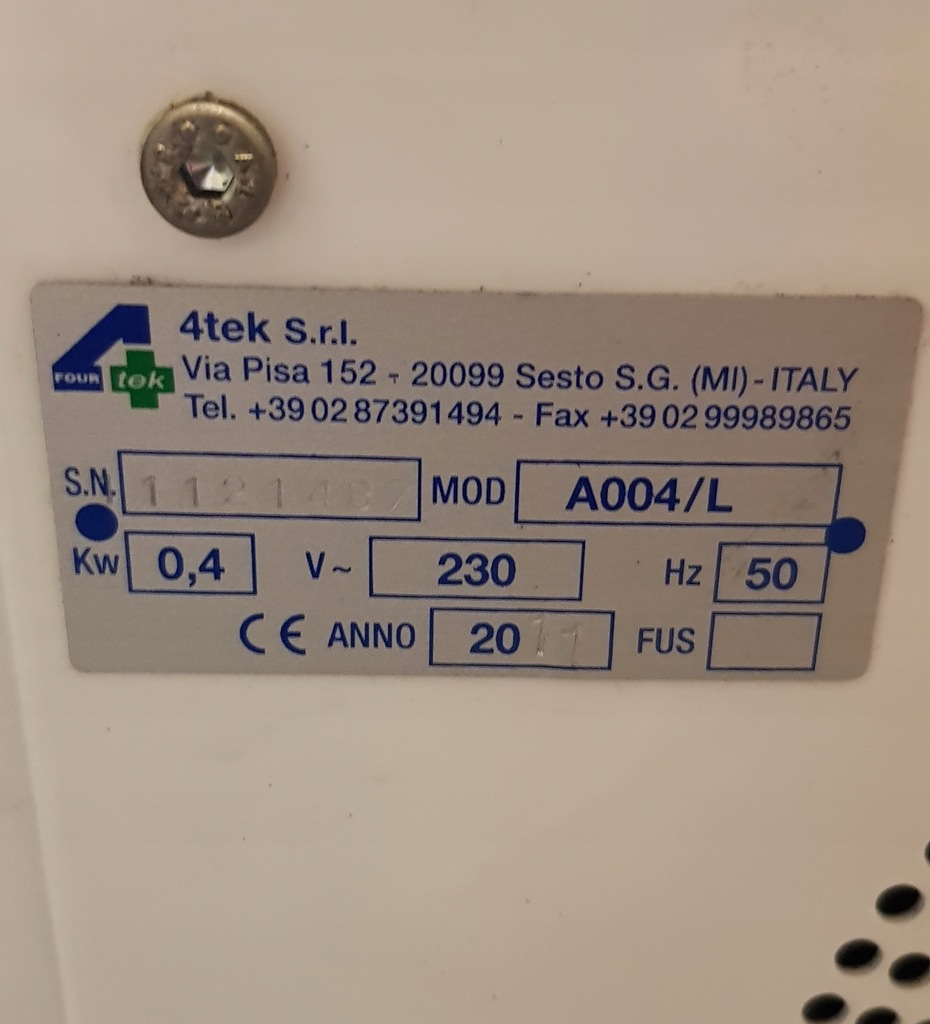 4tek S.r.l.
FOUR tek
Via Pisa 152 - 20099 Sesto S.G. (MI) - ITALY
Tel. +39 02 87391494 - Fax +39 02 99989865
S.N. MOD A004/L
Kw 0,4 V~ 230 Hz 50
CE ANNO 2011 FUS